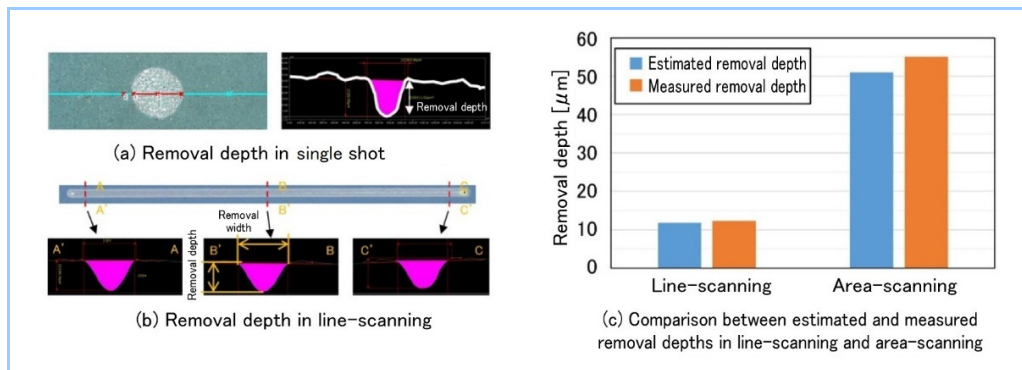 Removal depth
(a) Removal depth in single shot
A B C
A' B' C'
Removal
width
A' A
B' B
C' C
Removal depth
(b) Removal depth in line-scanning
Removal depth [μm]
60
50
40
30
20
10
0
Estimated removal depth
Measured removal depth
Line-scanning Area-scanning
(c) Comparison between estimated and measured
removal depths in line-scanning and area-scanning